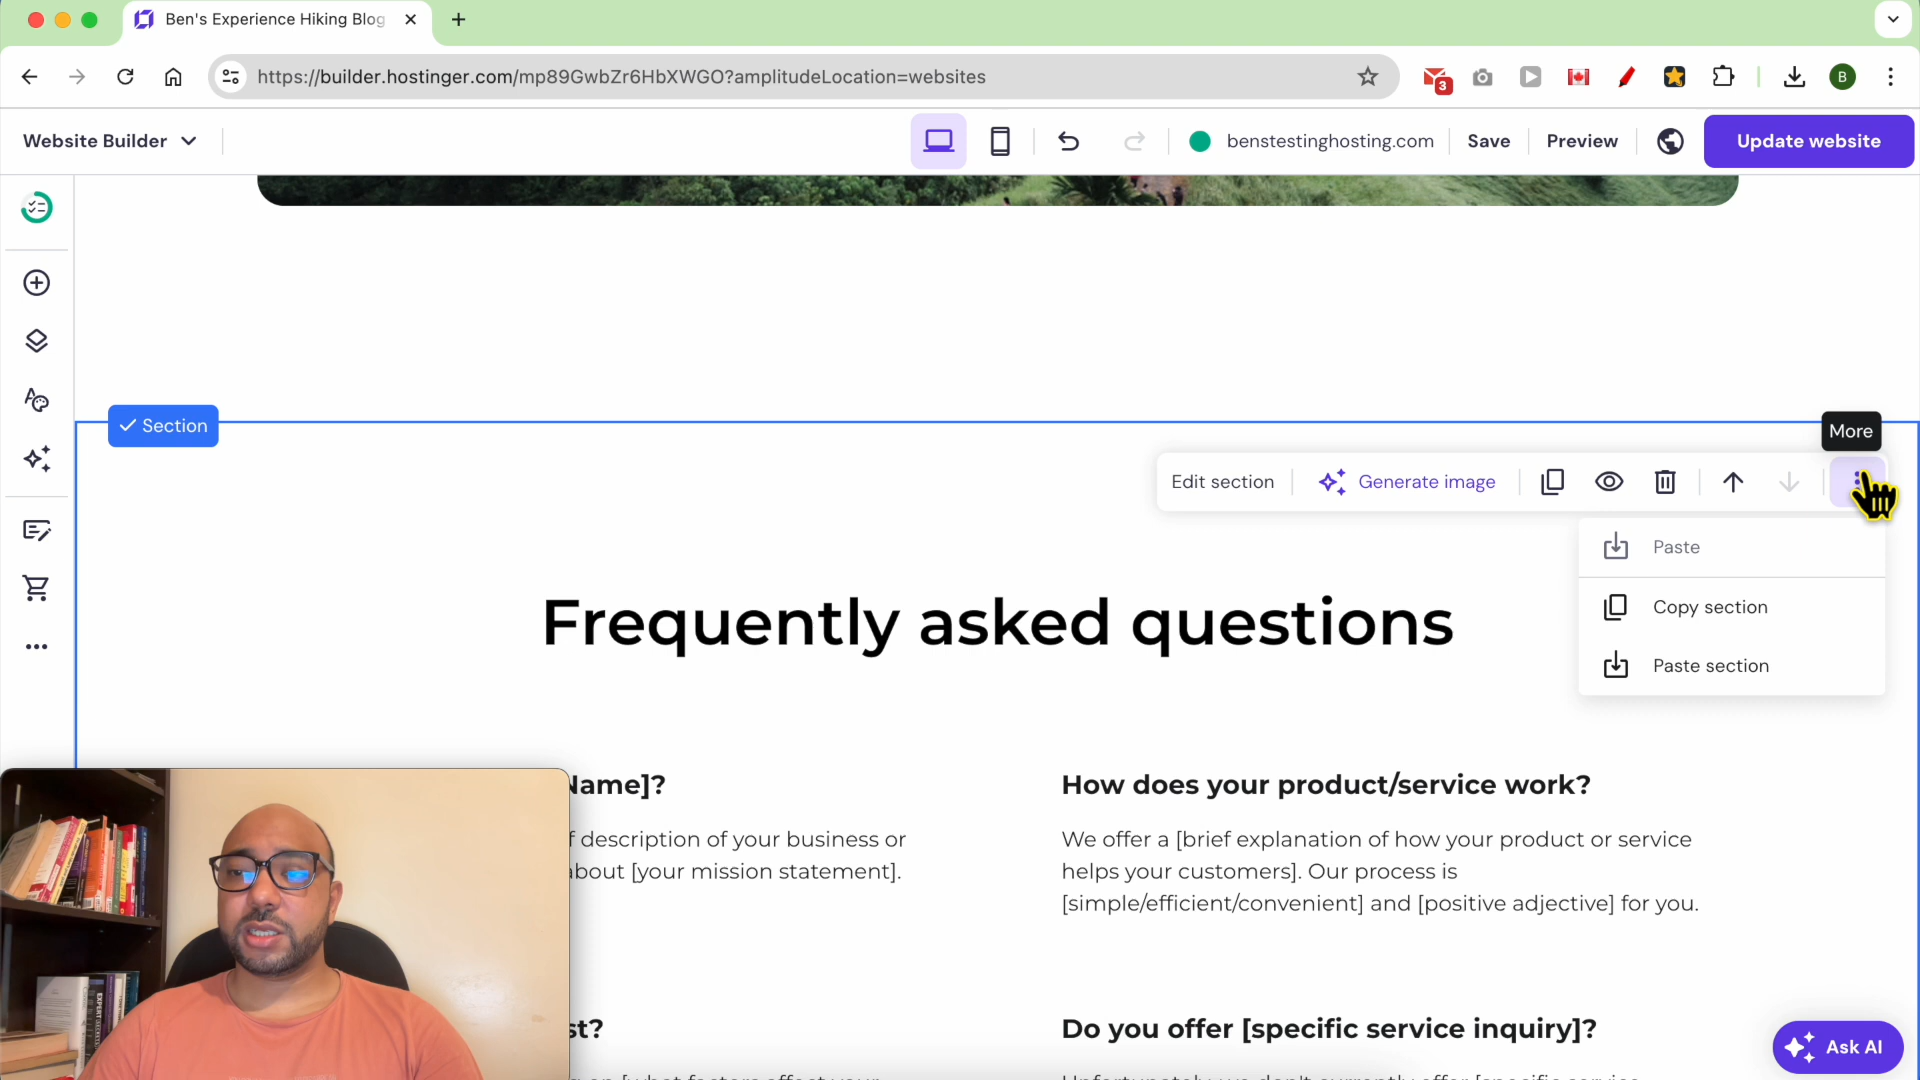 Ben's Experience Hiking Blog
https://builder.hostinger.com/mp89GwbZr6HbXWGO?amplitudeLocation=websites
3
B
Website Builder
benstestinghosting.com
Save
Preview
Update website
Section
More
Edit section
Generate image
Paste
Copy section
Paste section
Frequently asked questions
Name]?
How does your product/service work?
f description of your business or
about [your mission statement].
We offer a [brief explanation of how your product or service
helps your customers]. Our process is
[simple/efficient/convenient] and [positive adjective] for you.
st?
Do you offer [specific service inquiry]?
Ask AI